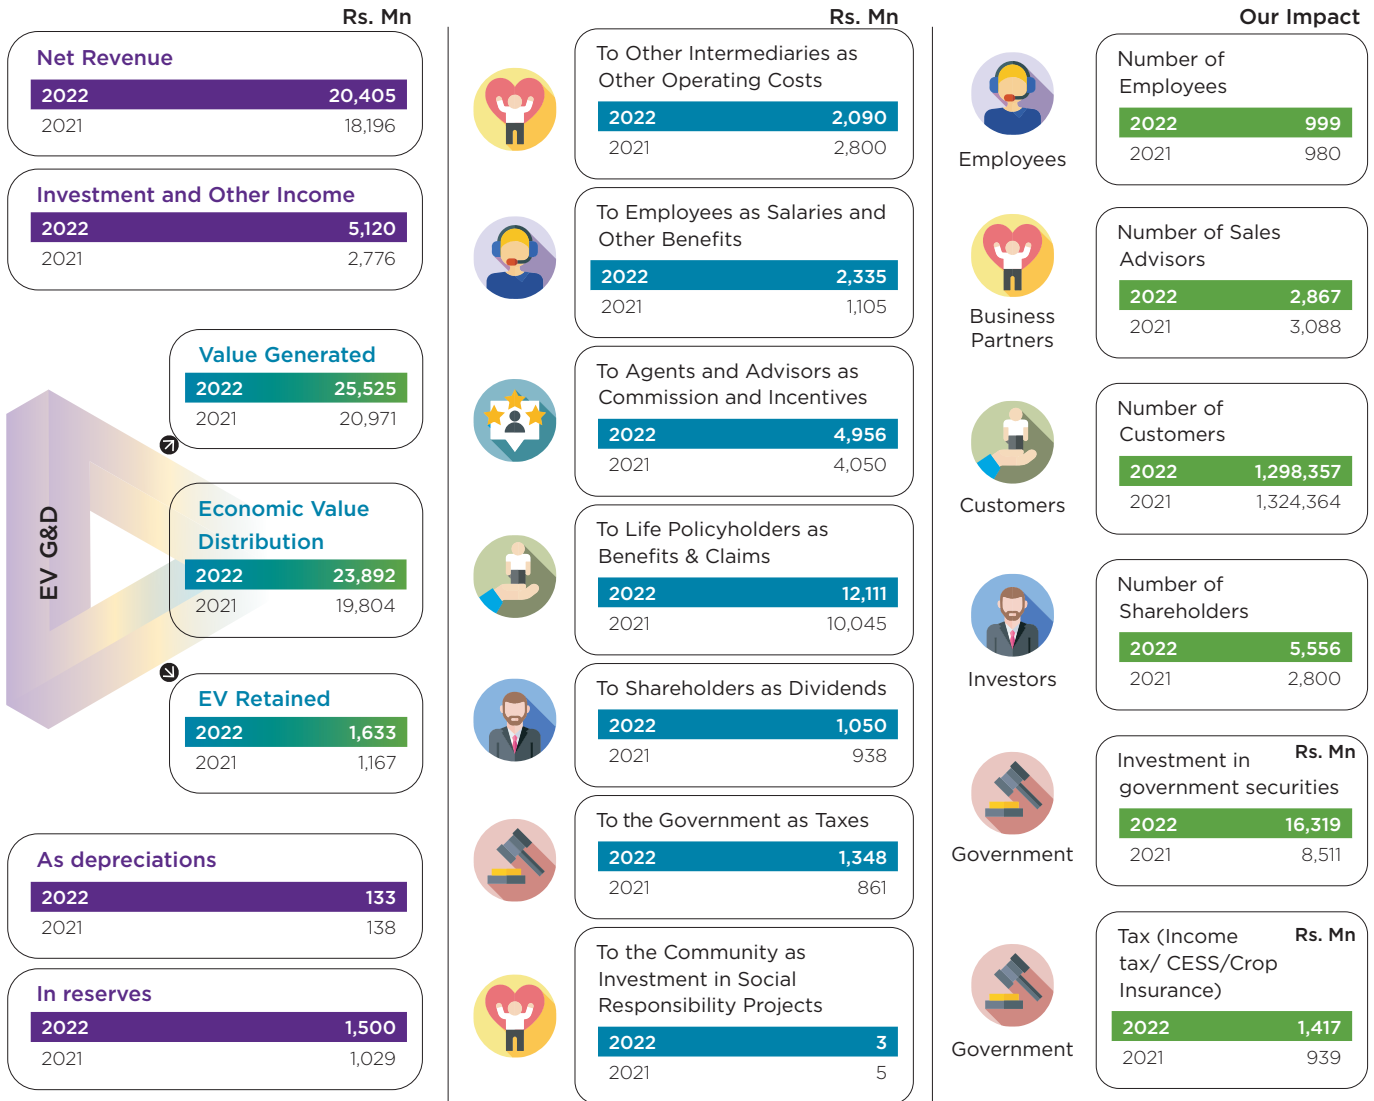 Rs. Mn
Net Revenue
2022 20,405
2021 18,196
Investment and Other Income
2022 5,120
2021 2,776
Value Generated
2022 25,525
2021 20,971
EV G&D
Economic Value
Distribution
2022 23,892
2021 19,804
EV Retained
2022 1,633
2021 1,167
As depreciations
2022 133
2021 138
In reserves
2022 1,500
2021 1,029
Rs. Mn
To Other Intermediaries as
Other Operating Costs
2022 2,090
2021 2,800
To Employees as Salaries and
Other Benefits
2022 2,335
2021 1,105
To Agents and Advisors as
Commission and Incentives
2022 4,956
2021 4,050
To Life Policyholders as
Benefits & Claims
2022 12,111
2021 10,045
To Shareholders as Dividends
2022 1,050
2021 938
To the Government as Taxes
2022 1,348
2021 861
To the Community as
Investment in Social
Responsibility Projects
2022 3
2021 5
Our Impact
Employees
Number of
Employees
2022 999
2021 980
Business
Partners
Number of Sales
Advisors
2022 2,867
2021 3,088
Customers
Number of
Customers
2022 1,298,357
2021 1,324,364
Investors
Number of
Shareholders
2022 5,556
2021 2,800
Government
Rs. Mn
Investment in
government securities
2022 16,319
2021 8,511
Government
Rs. Mn
Tax (Income
tax/ CESS/Crop
Insurance)
2022 1,417
2021 939